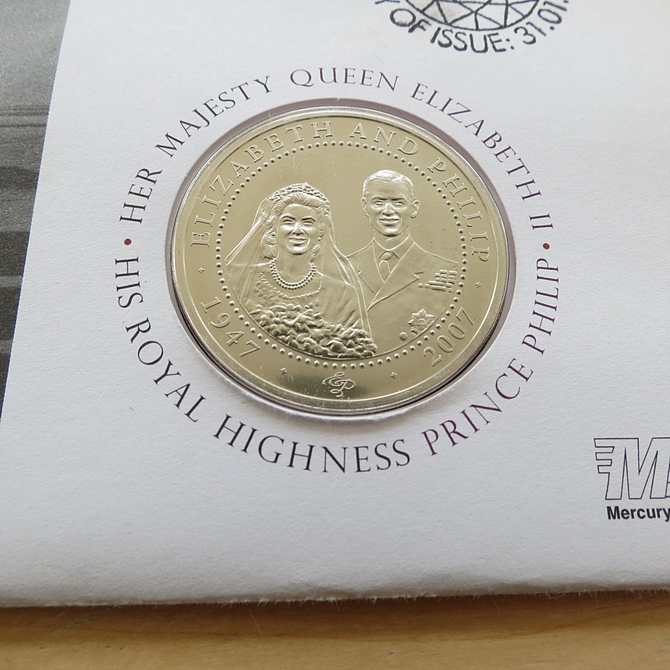 OF ISSUE: 31.01.
HER MAJESTY QUEEN ELIZABETH II
ELIZABETH AND PHILIP
1947 2007
EP
• HIS ROYAL HIGHNESS PRINCE PHILIP •
M
Mercury